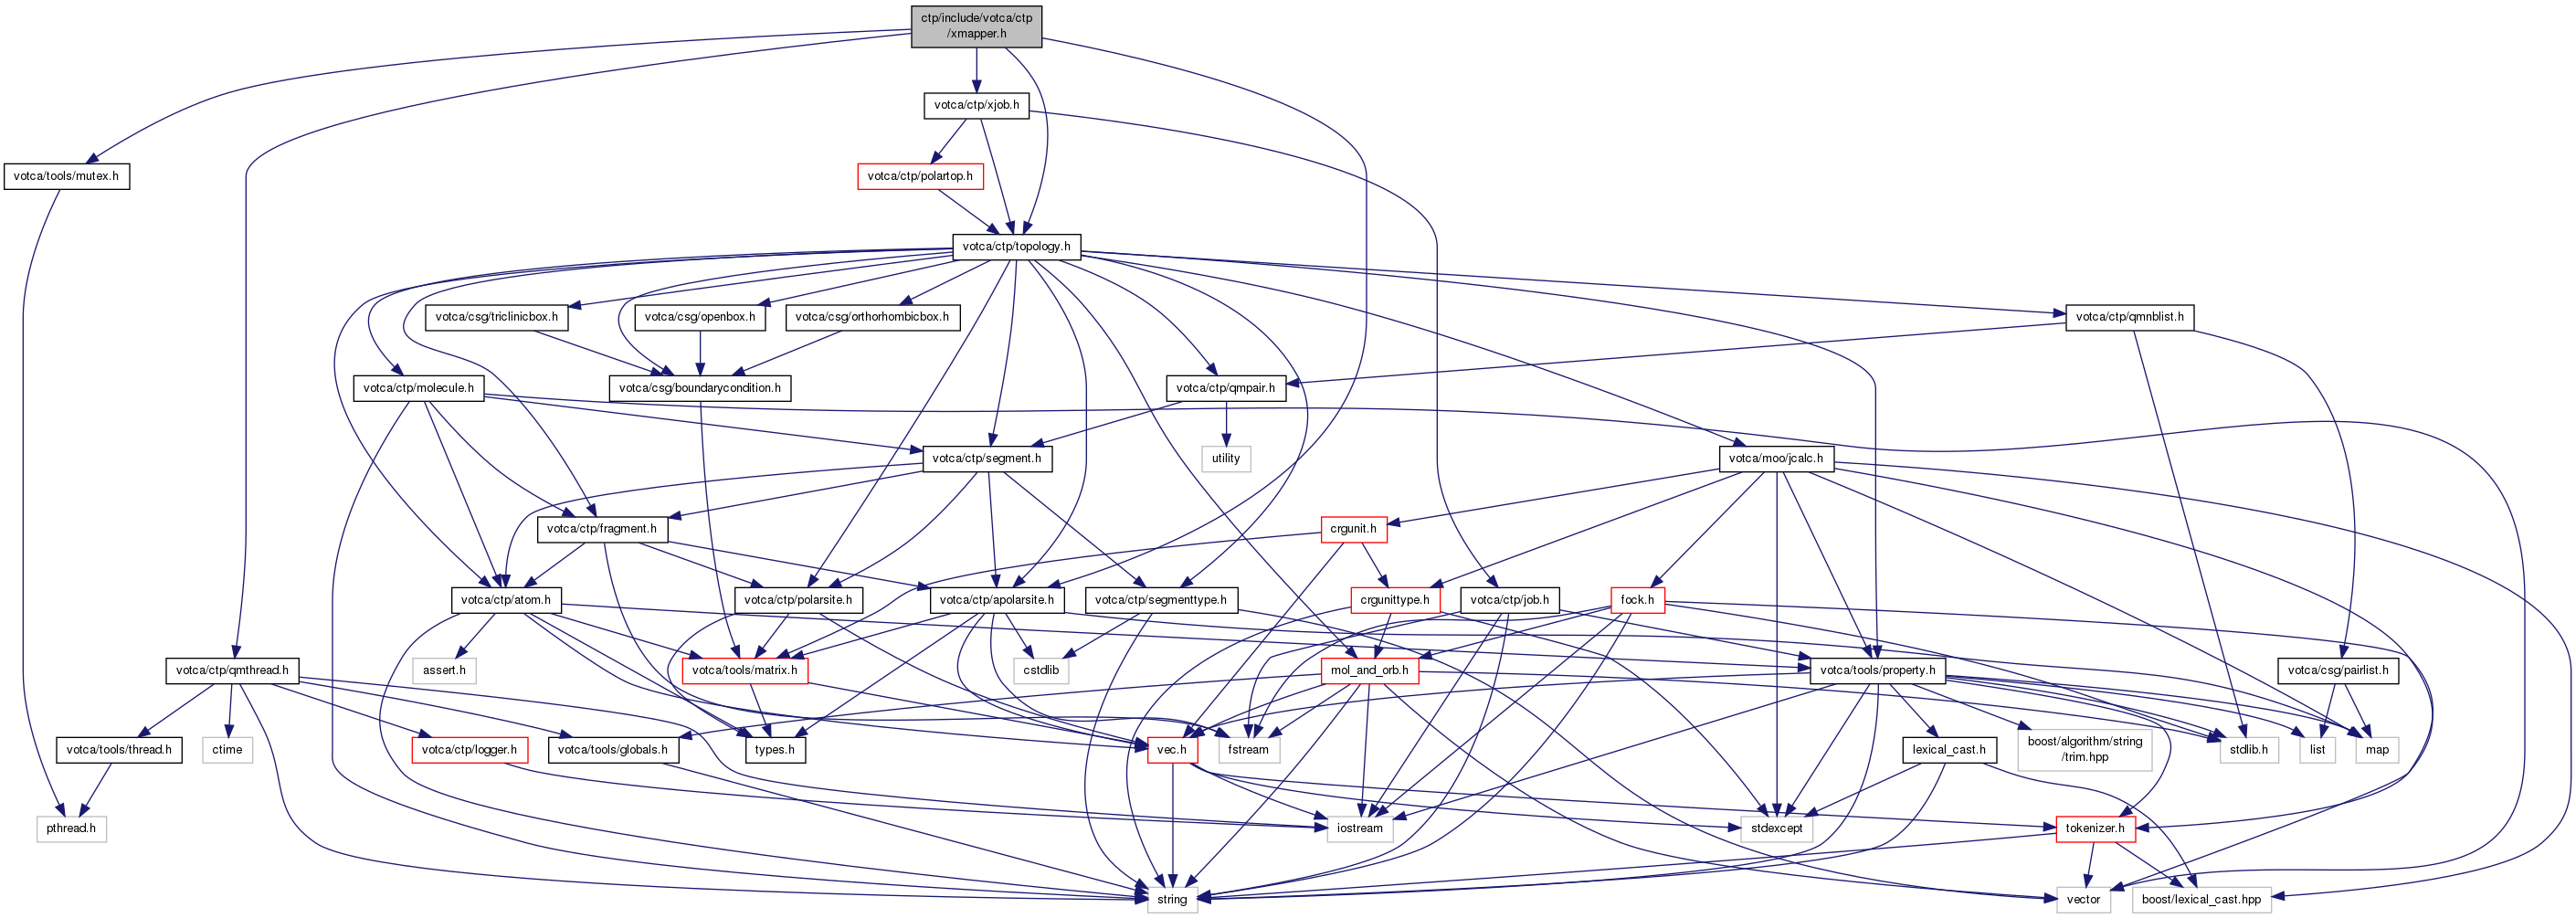 ctp/include/votca/ctp
/xmapper.h
votca/ctp/xjob.h
votca/tools/mutex.h
votca/ctp/polartop.h
votca/ctp/topology.h
votca/csg/triclinicbox.h
votca/csg/openbox.h
votca/csg/orthorhombicbox.h
votca/ctp/qmnblist.h
votca/ctp/molecule.h
votca/csg/boundarycondition.h
votca/ctp/qmpair.h
votca/ctp/segment.h
utility
votca/moo/jcalc.h
votca/ctp/fragment.h
crgunit.h
votca/ctp/atom.h
votca/ctp/polarsite.h
votca/ctp/apolarsite.h
votca/ctp/segmenttype.h
crgunittype.h
votca/ctp/job.h
fock.h
votca/ctp/qmthread.h
assert.h
votca/tools/matrix.h
cstdlib
mol_and_orb.h
votca/tools/property.h
votca/csg/pairlist.h
votca/tools/thread.h
ctime
votca/ctp/logger.h
votca/tools/globals.h
types.h
vec.h
fstream
lexical_cast.h
boost/algorithm/string
/trim.hpp
stdlib.h
list
map
pthread.h
iostream
stdexcept
tokenizer.h
string
vector
boost/lexical_cast.hpp